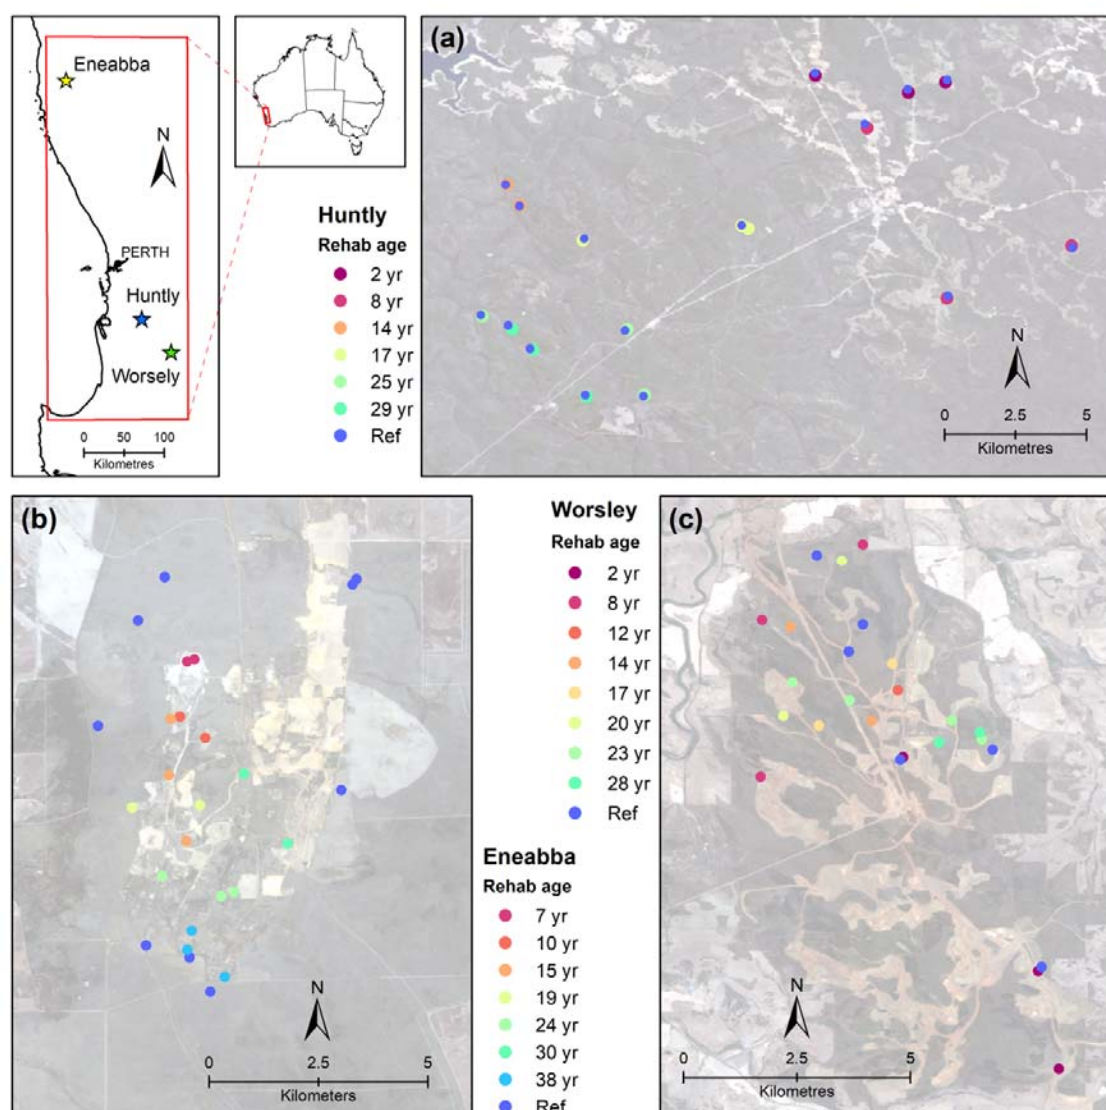 Eneabba
N
PERTH
Huntly
Worsely
0 50 100
Kilometres
Huntly
Rehab age
2 yr
8 yr
14 yr
17 yr
25 yr
29 yr
Ref
(a)
N
0 2.5 5
Kilometres
(b)
N
0 2.5 5
Kilometers
Worsley
Rehab age
2 yr
8 yr
12 yr
14 yr
17 yr
20 yr
23 yr
28 yr
Ref
Eneabba
Rehab age
7 yr
10 yr
15 yr
19 yr
24 yr
30 yr
38 yr
Ref
(c)
N
0 2.5 5
Kilometres